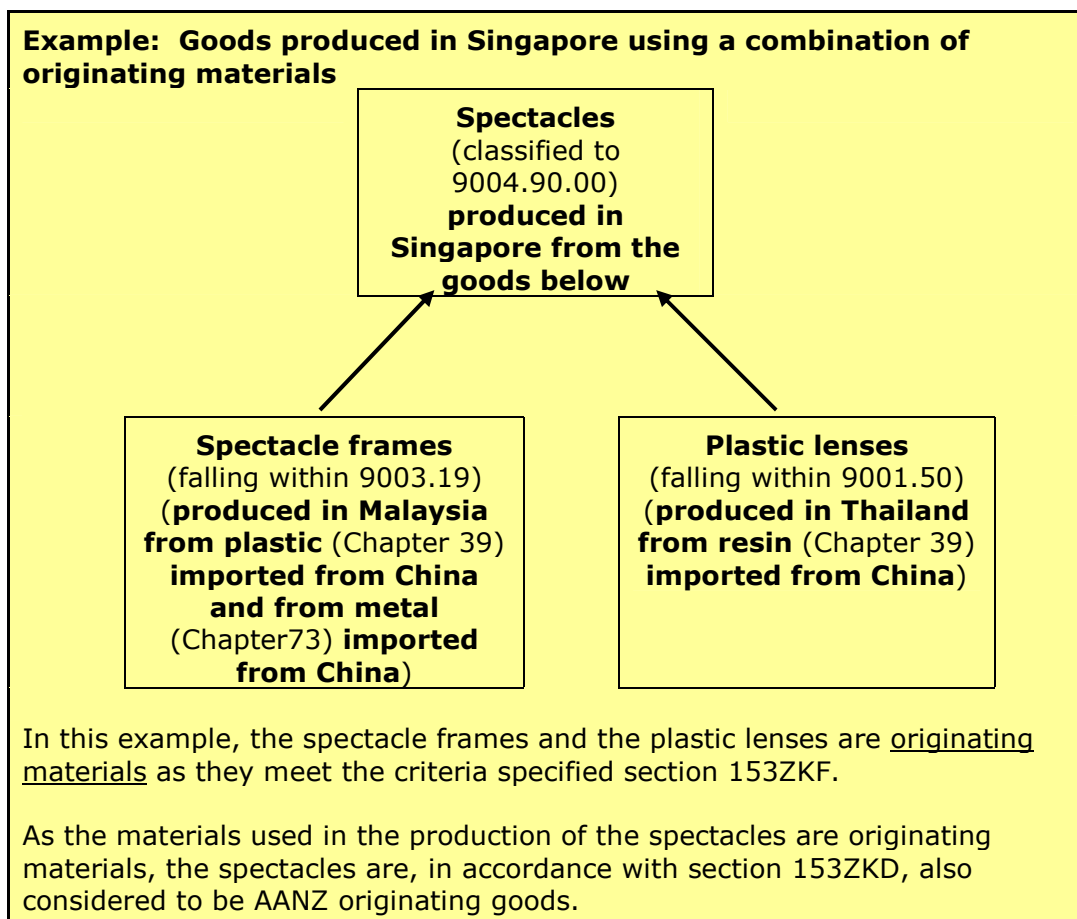 Example: Goods produced in Singapore using a combination of
originating materials
Spectacles
(classified to
9004.90.00)
produced in
Singapore from the
goods below
Spectacle frames
(falling within 9003.19)
(produced in Malaysia
from plastic (Chapter 39)
imported from China
and from metal
(Chapter73) imported
from China)
Plastic lenses
(falling within 9001.50)
(produced in Thailand
from resin (Chapter 39)
imported from China)
In this example, the spectacle frames and the plastic lenses are originating
materials as they meet the criteria specified section 153ZKF.
As the materials used in the production of the spectacles are originating
materials, the spectacles are, in accordance with section 153ZKD, also
considered to be AANZ originating goods.